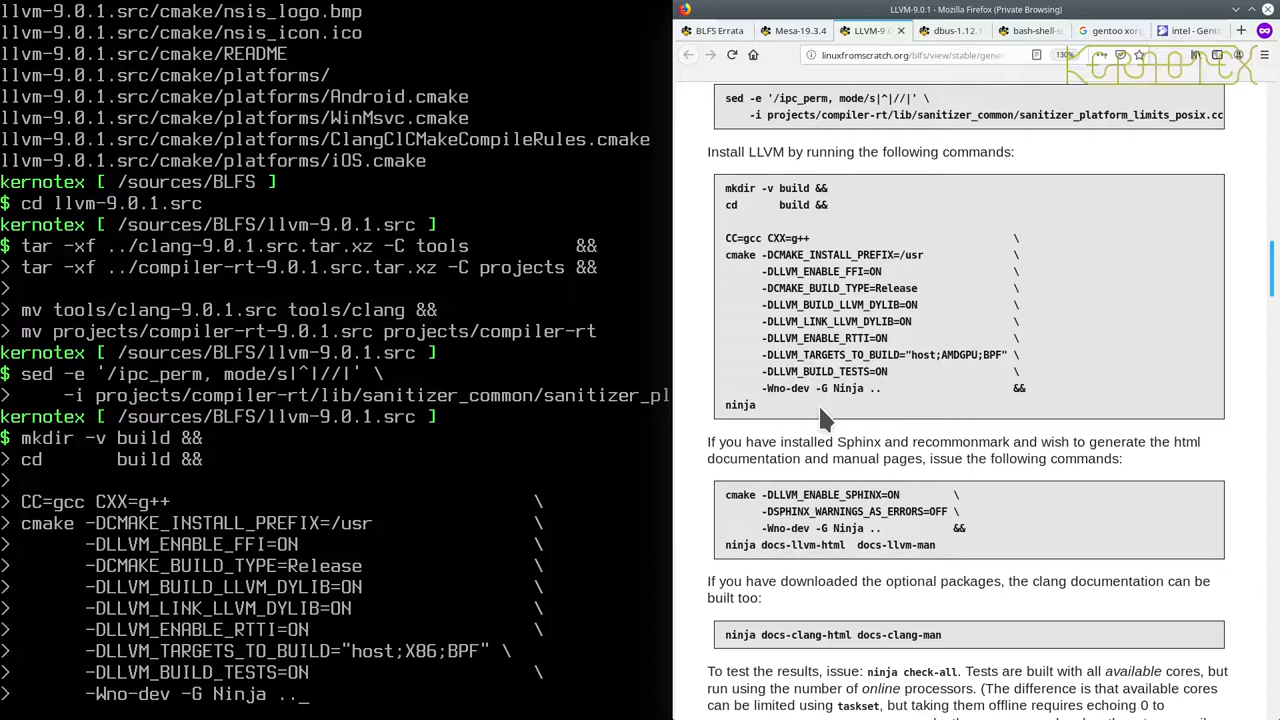 llvm-9.0.1.src/cmake/nsis_logo.bmp
llvm-9.0.1.src/cmake/nsis_icon.ico
llvm-9.0.1.src/cmake/README
llvm-9.0.1.src/cmake/platforms/
llvm-9.0.1.src/cmake/platforms/Android.cmake
llvm-9.0.1.src/cmake/platforms/WinMsvc.cmake
llvm-9.0.1.src/cmake/platforms/ClangClCMakeCompileRules.cmake
llvm-9.0.1.src/cmake/platforms/iOS.cmake
kernotex [ /sources/BLFS ]
$ cd llvm-9.0.1.src
kernotex [ /sources/BLFS/llvm-9.0.1.src ]
$ tar -xf ../clang-9.0.1.src.tar.xz -C tools          &&
> tar -xf ../compiler-rt-9.0.1.src.tar.xz -C projects &&
>
> mv tools/clang-9.0.1.src tools/clang &&
> mv projects/compiler-rt-9.0.1.src projects/compiler-rt
kernotex [ /sources/BLFS/llvm-9.0.1.src ]
$ sed -e '/ipc_perm, mode/s|^|//|' \
>     -i projects/compiler-rt/lib/sanitizer_common/sanitizer_pl
kernotex [ /sources/BLFS/llvm-9.0.1.src ]
$ mkdir -v build &&
> cd       build &&
>
> CC=gcc CXX=g++                                  \
> cmake -DCMAKE_INSTALL_PREFIX=/usr               \
>       -DLLVM_ENABLE_FFI=ON                      \
>       -DCMAKE_BUILD_TYPE=Release                \
>       -DLLVM_BUILD_LLVM_DYLIB=ON                \
>       -DLLVM_LINK_LLVM_DYLIB=ON                 \
>       -DLLVM_ENABLE_RTTI=ON                     \
>       -DLLVM_TARGETS_TO_BUILD="host;X86;BPF" \
>       -DLLVM_BUILD_TESTS=ON                     \
>       -Wno-dev -G Ninja .._
LLVM-9.0.1 - Mozilla Firefox (Private Browsing)
BLFS Errata
Mesa-19.3.4
LLVM-9.0
dbus-1.12.1
bash-shell-s
gentoo xorg
intel - Gento
linuxfromscratch.org/blfs/view/stable/gene
130%
KERNOTEX
sed -e '/ipc_perm, mode/s|^|//|' \
    -i projects/compiler-rt/lib/sanitizer_common/sanitizer_platform_limits_posix.cc
Install LLVM by running the following commands:
mkdir -v build &&
cd       build &&
CC=gcc CXX=g++                                  \
cmake -DCMAKE_INSTALL_PREFIX=/usr               \
      -DLLVM_ENABLE_FFI=ON                      \
      -DCMAKE_BUILD_TYPE=Release                \
      -DLLVM_BUILD_LLVM_DYLIB=ON                \
      -DLLVM_LINK_LLVM_DYLIB=ON                 \
      -DLLVM_ENABLE_RTTI=ON                     \
      -DLLVM_TARGETS_TO_BUILD="host;AMDGPU;BPF" \
      -DLLVM_BUILD_TESTS=ON                     \
      -Wno-dev -G Ninja ..                      &&
ninja
If you have installed Sphinx and recommonmark and wish to generate the html
documentation and manual pages, issue the following commands:
cmake -DLLVM_ENABLE_SPHINX=ON         \
      -DSPHINX_WARNINGS_AS_ERRORS=OFF \
      -Wno-dev -G Ninja ..            &&
ninja docs-llvm-html  docs-llvm-man
If you have downloaded the optional packages, the clang documentation can be
built too:
ninja docs-clang-html docs-clang-man
To test the results, issue: ninja check-all. Tests are built with all available cores, but
run using the number of online processors. (The difference is that available cores
can be limited using taskset, but taking them offline requires echoing 0 to